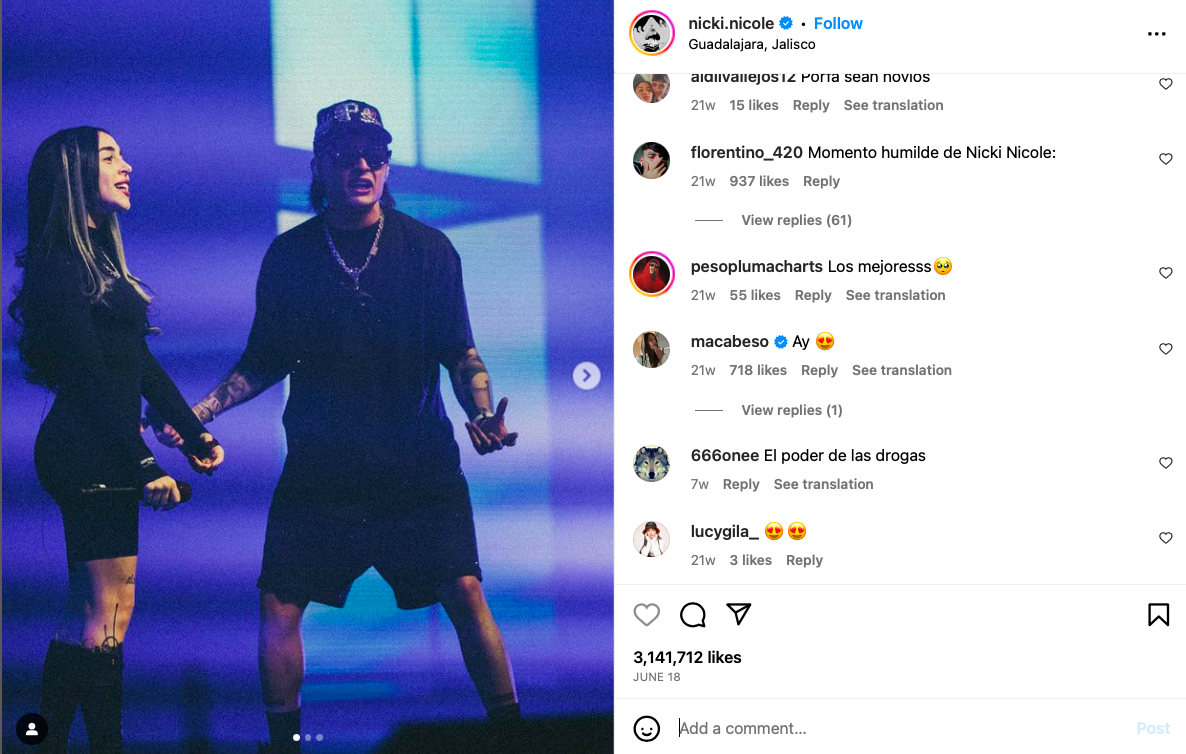 nicki.nicole • Follow
Guadalajara, Jalisco
aldiivallejos12 Porfa sean novios
21w 15 likes Reply See translation
florentino_420 Momento humilde de Nicki Nicole:
21w 937 likes Reply
View replies (61)
pesoplumacharts Los mejoresss🥺
21w 55 likes Reply See translation
macabeso Ay 😍
21w 718 likes Reply See translation
View replies (1)
666onee El poder de las drogas
7w Reply See translation
lucygila_ 😍😍
21w 3 likes Reply
3,141,712 likes
JUNE 18
Add a comment...
Post
P